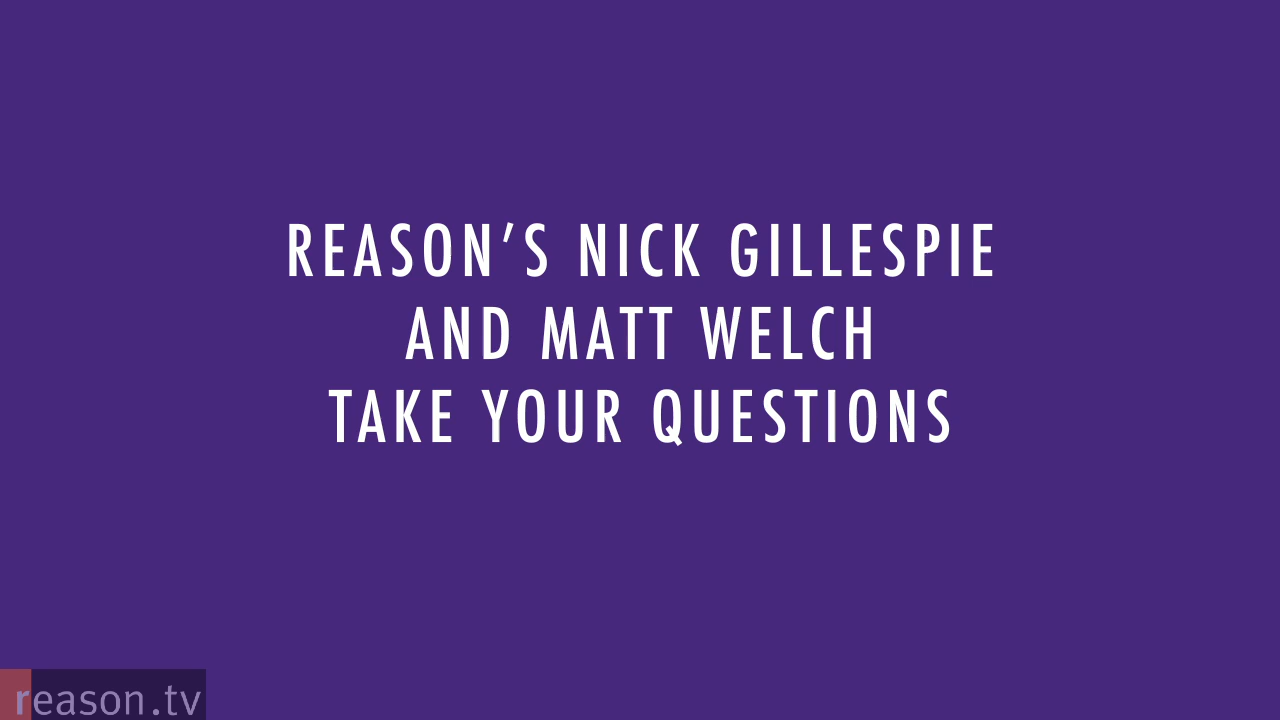 REASON’S NICK GILLESPIE
AND MATT WELCH
TAKE YOUR QUESTIONS
reason.tv